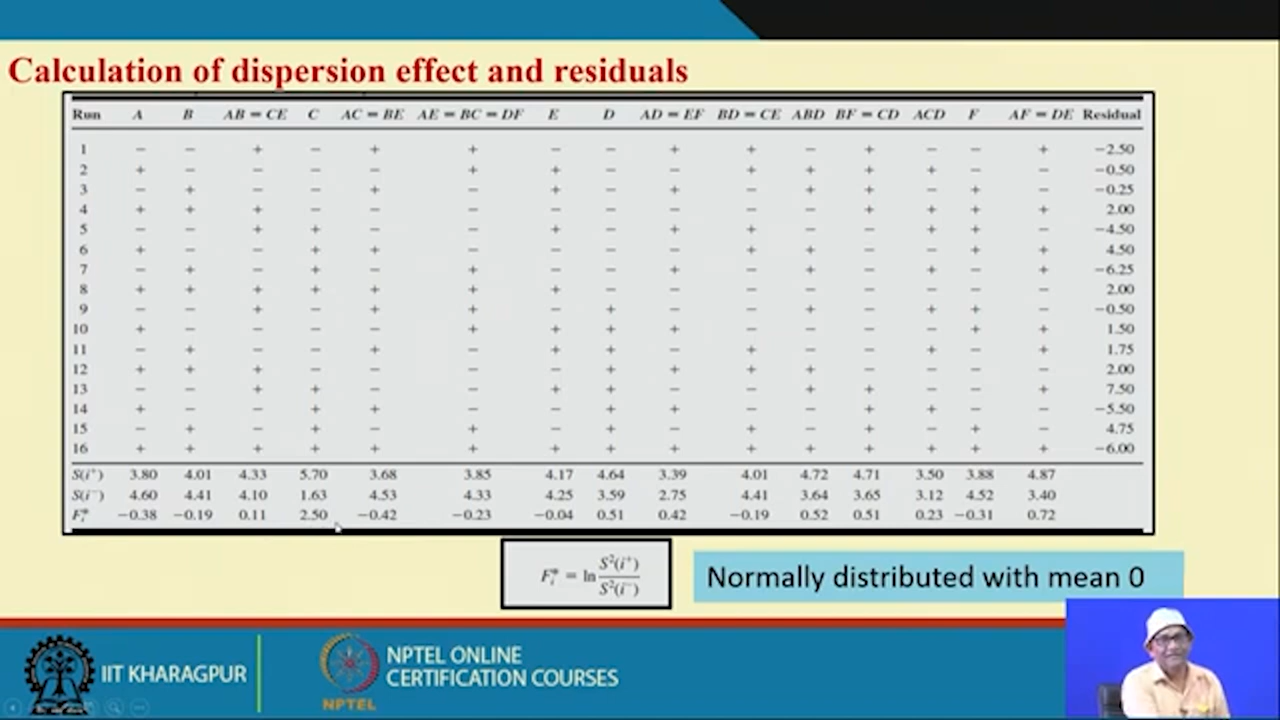 Calculation of dispersion effect and residuals
Run A B AB = CE C AC = BE AE = BC = DF E D AD = EF BD = CE ABD BF = CD ACD F AF = DE Residual
1 − − + − + + − − + + − + − − + −2.50
2 + − − − − + + − − + + + + − − −0.50
3 − + − − + − + − + − + + − + − −0.25
4 + + + − − − − − − − − + + + + 2.00
5 − − + + − − + − + + − − + + − −4.50
6 + − − + + − − − − + + − − + + 4.50
7 − + − + − + − − + − + − + − + −6.25
8 + + + + + + + − − − − − − − − 2.00
9 − − + − + + − + − − + − + + − −0.50
10 + − − − − + + + + − − − − + + 1.50
11 − + − − + − + + − + − − + − + 1.75
12 + + + − − − − + + + + − − − − 2.00
13 − − + + − − + + − − + + − − + 7.50
14 + − − + + − − + + − − + + − − −5.50
15 − + − + − + − + − + − + − + − 4.75
16 + + + + + + + + + + + + + + + −6.00
S(i⁺) 3.80 4.01 4.33 5.70 3.68 3.85 4.17 4.64 3.39 4.01 4.72 4.71 3.50 3.88 4.87
S(i⁻) 4.60 4.41 4.10 1.63 4.53 4.33 4.25 3.59 2.75 4.41 3.64 3.65 3.12 4.52 3.40
Fᵢ* −0.38 −0.19 0.11 2.50 −0.42 −0.23 −0.04 0.51 0.42 −0.19 0.52 0.51 0.23 −0.31 0.72
Fᵢ* = ln S²(i⁺) / S²(i⁻)
Normally distributed with mean 0
IIT KHARAGPUR
NPTEL
NPTEL ONLINE
CERTIFICATION COURSES